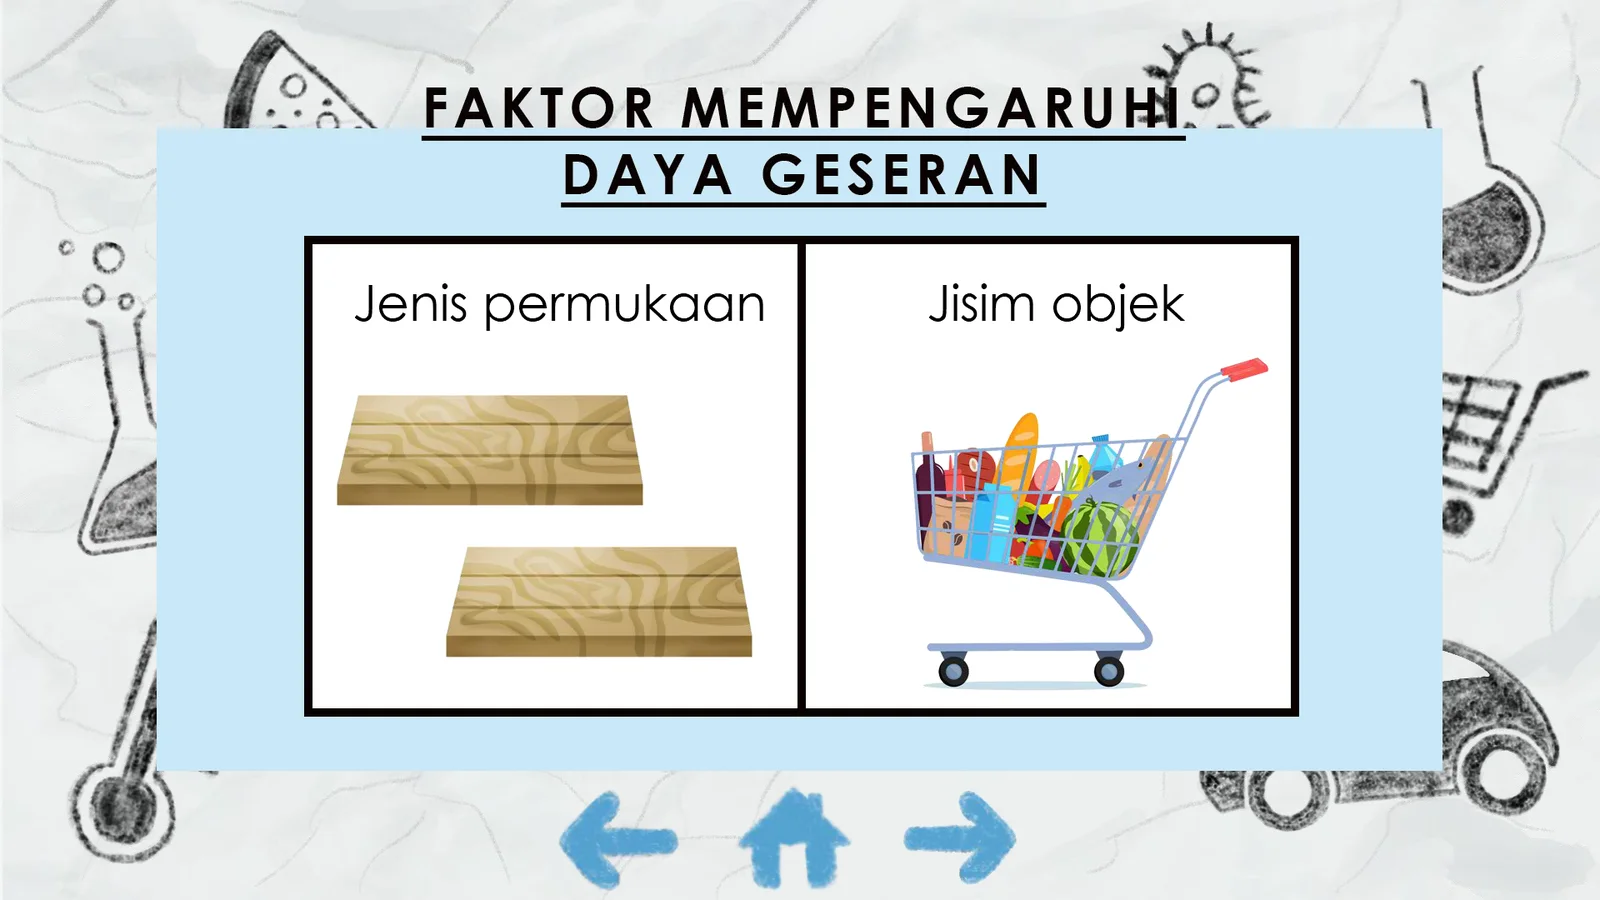 FAKTOR MEMPENGARUHI
DAYA GESERAN
Jenis permukaan
Jisim objek